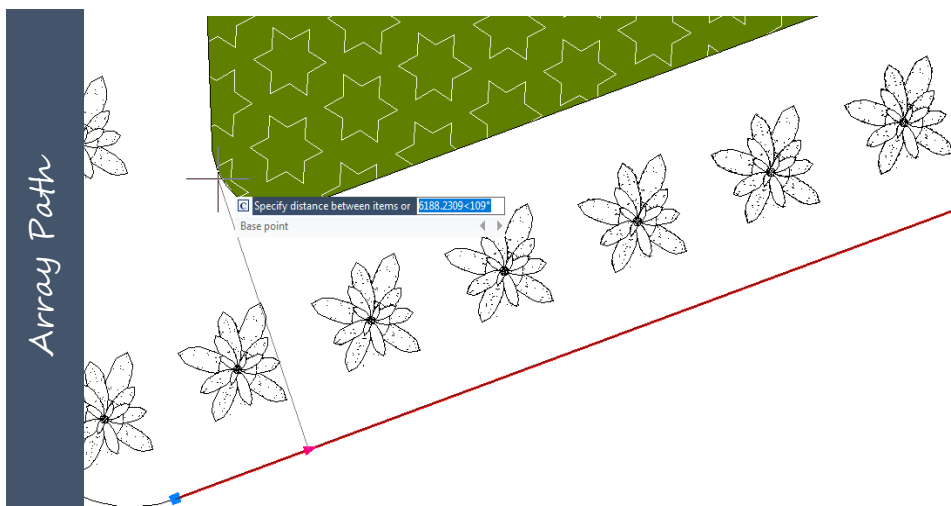 Array Path
Specify distance between items or 6188.2309<109°
Base point